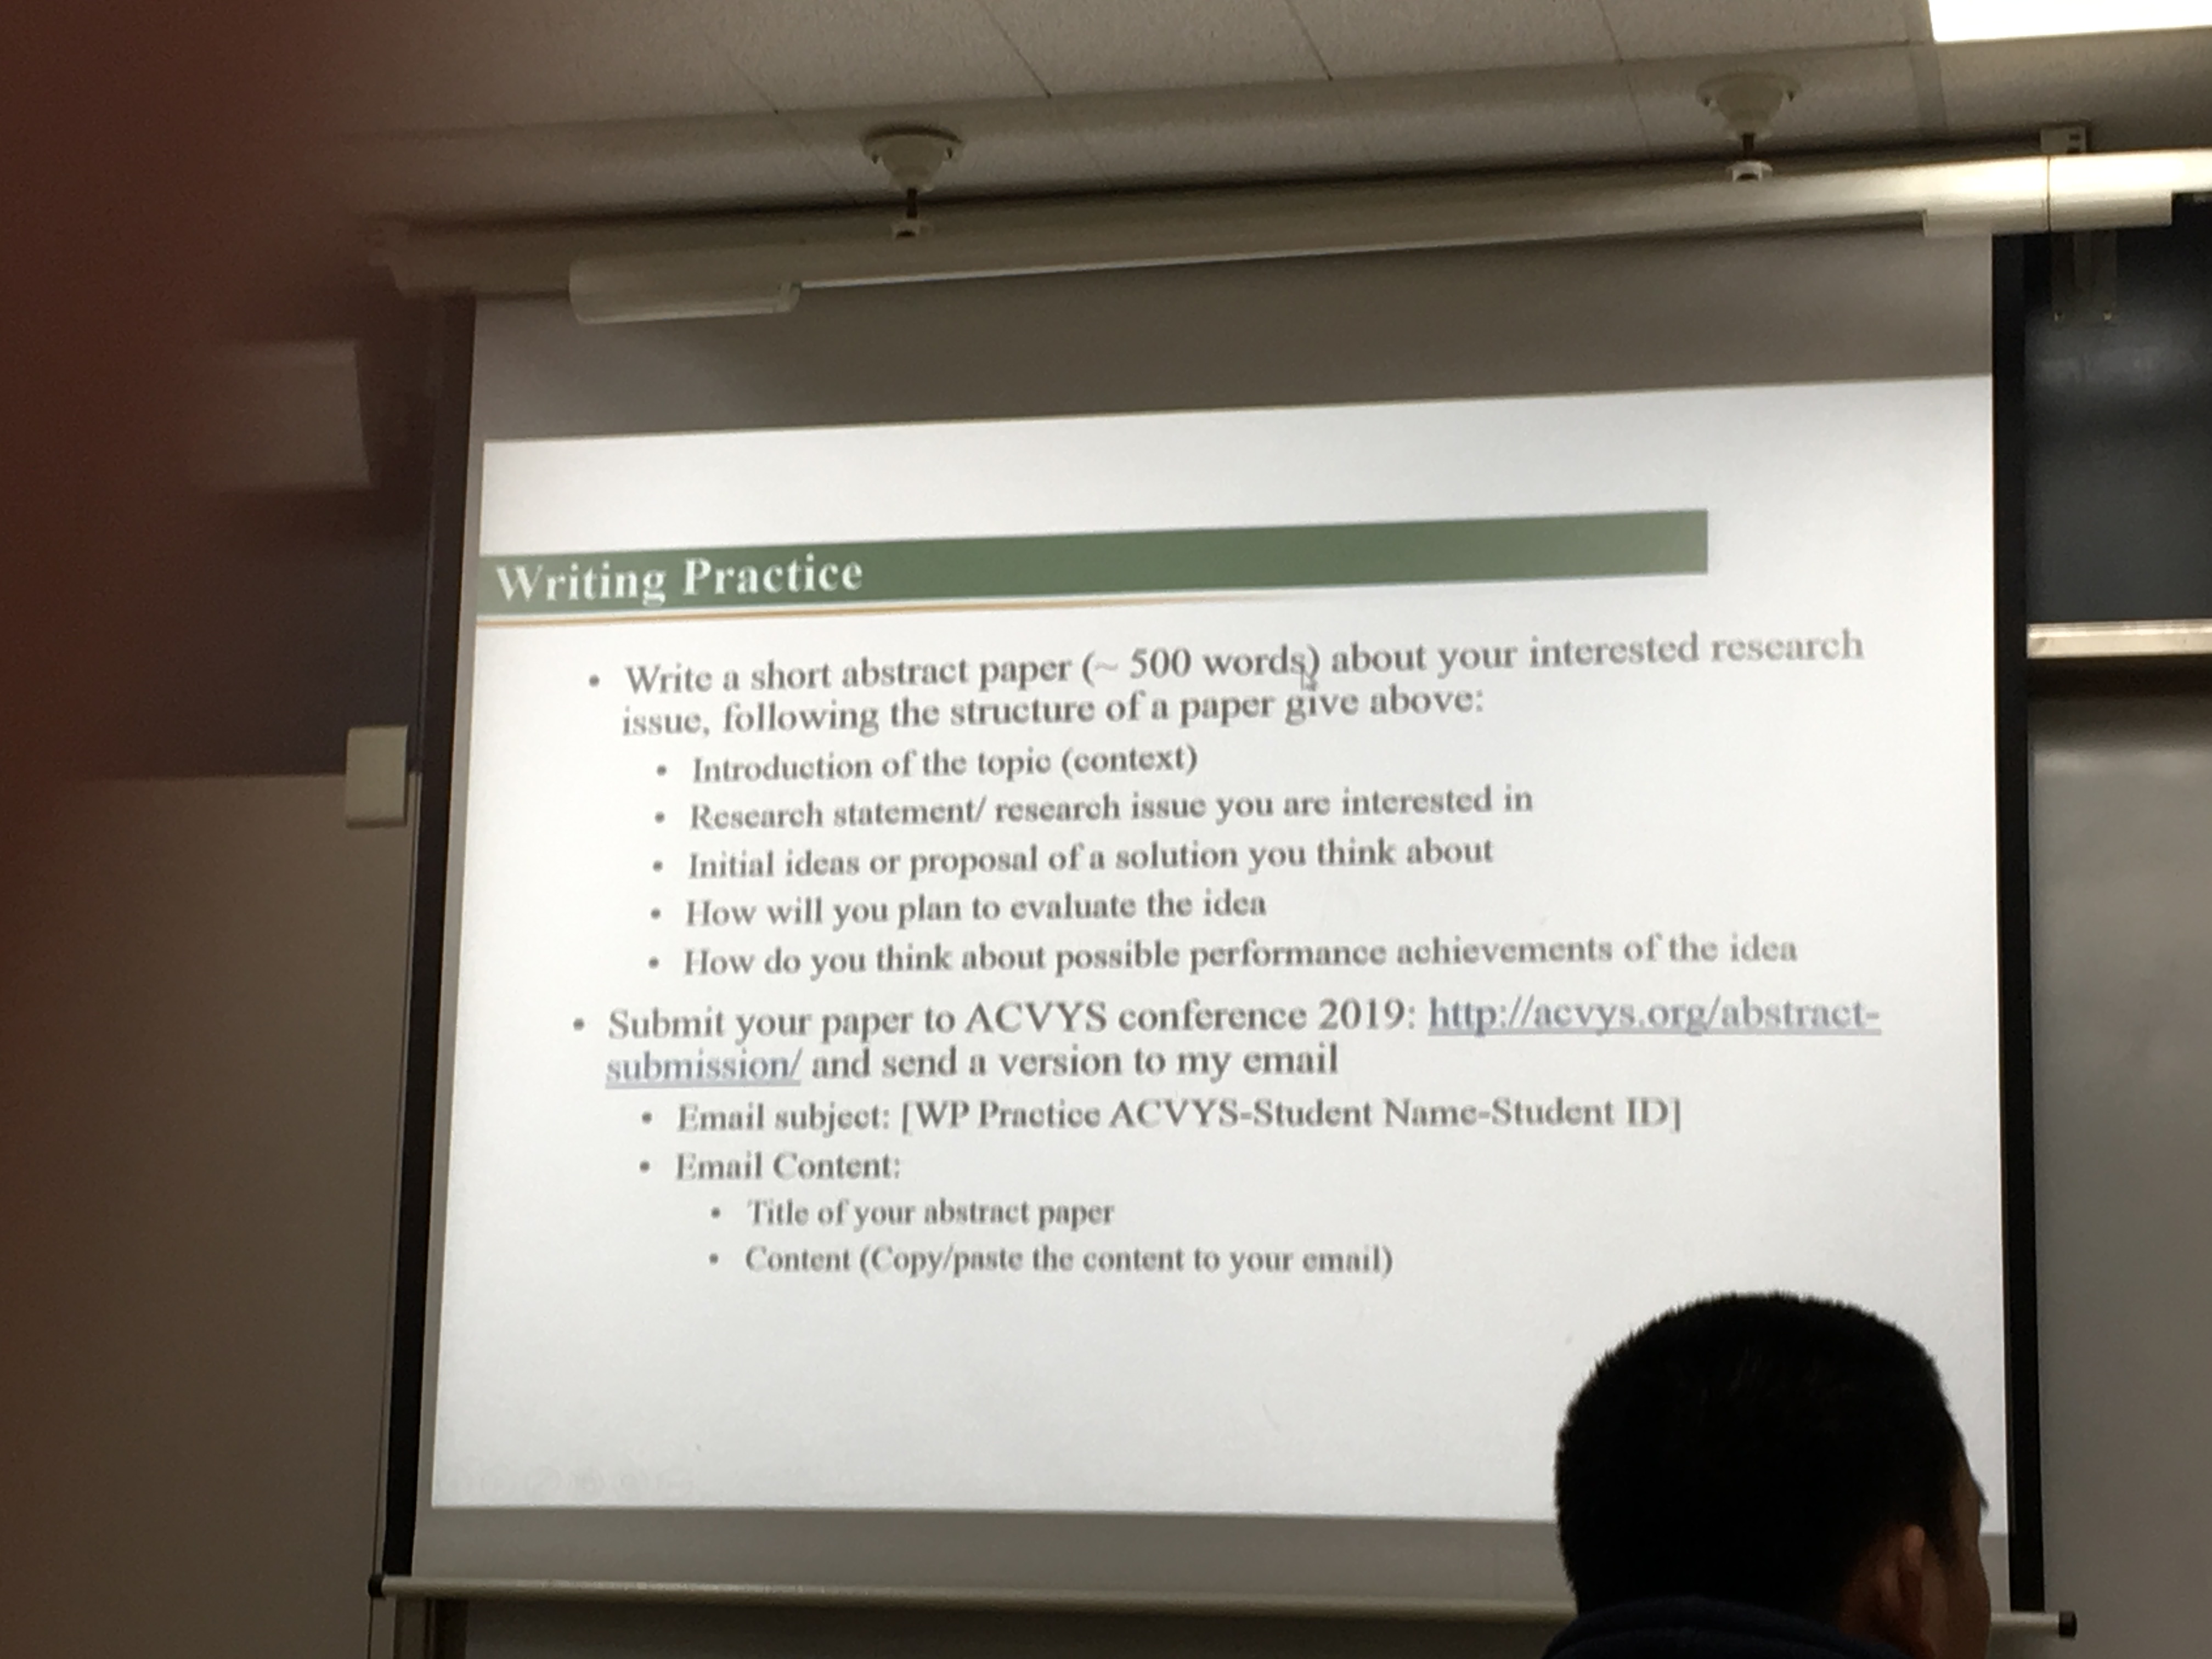 Writing Practice
• Write a short abstract paper (~ 500 words) about your interested research
issue, following the structure of a paper give above:
• Introduction of the topic (context)
• Research statement/ research issue you are interested in
• Initial ideas or proposal of a solution you think about
• How will you plan to evaluate the idea
• How do you think about possible performance achievements of the idea
• Submit your paper to ACVYS conference 2019: http://acvys.org/abstract-
submission/ and send a version to my email
• Email subject: [WP Practice ACVYS-Student Name-Student ID]
• Email Content:
• Title of your abstract paper
• Content (Copy/paste the content to your email)